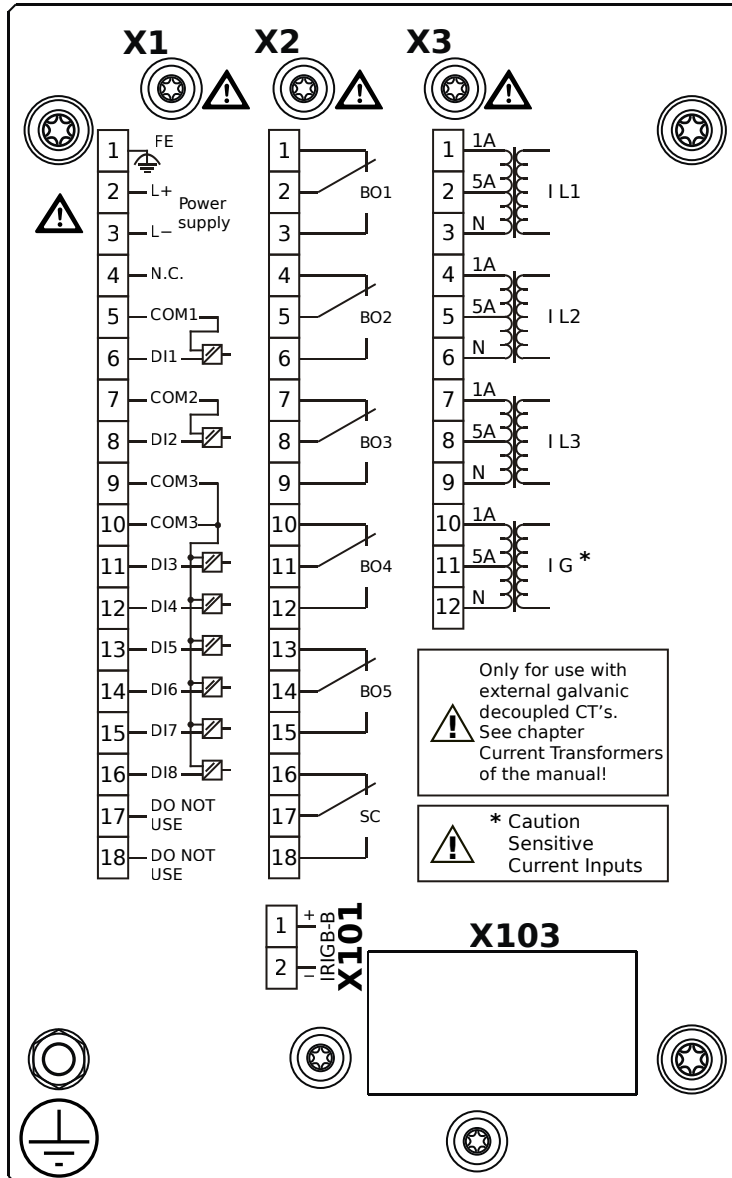 X1
X2
X3
1 FE
2 L+
Power
supply
3 L−
4 N.C.
5 COM1
6 DI1
7 COM2
8 DI2
9 COM3
10 COM3
11 DI3
12 DI4
13 DI5
14 DI6
15 DI7
16 DI8
17 DO NOT
USE
18 DO NOT
USE
1
2 BO1
3
4
5 BO2
6
7
8 BO3
9
10
11 BO4
12
13
14 BO5
15
16
17 SC
18
1 1A
2 5A I L1
3 N
4 1A
5 5A I L2
6 N
7 1A
8 5A I L3
9 N
10 1A
11 5A I G *
12 N
Only for use with
external galvanic
decoupled CT's.
See chapter
Current Transformers
of the manual!
* Caution
Sensitive
Current Inputs
1 +
2 −
IRIGB-B
X101
X103